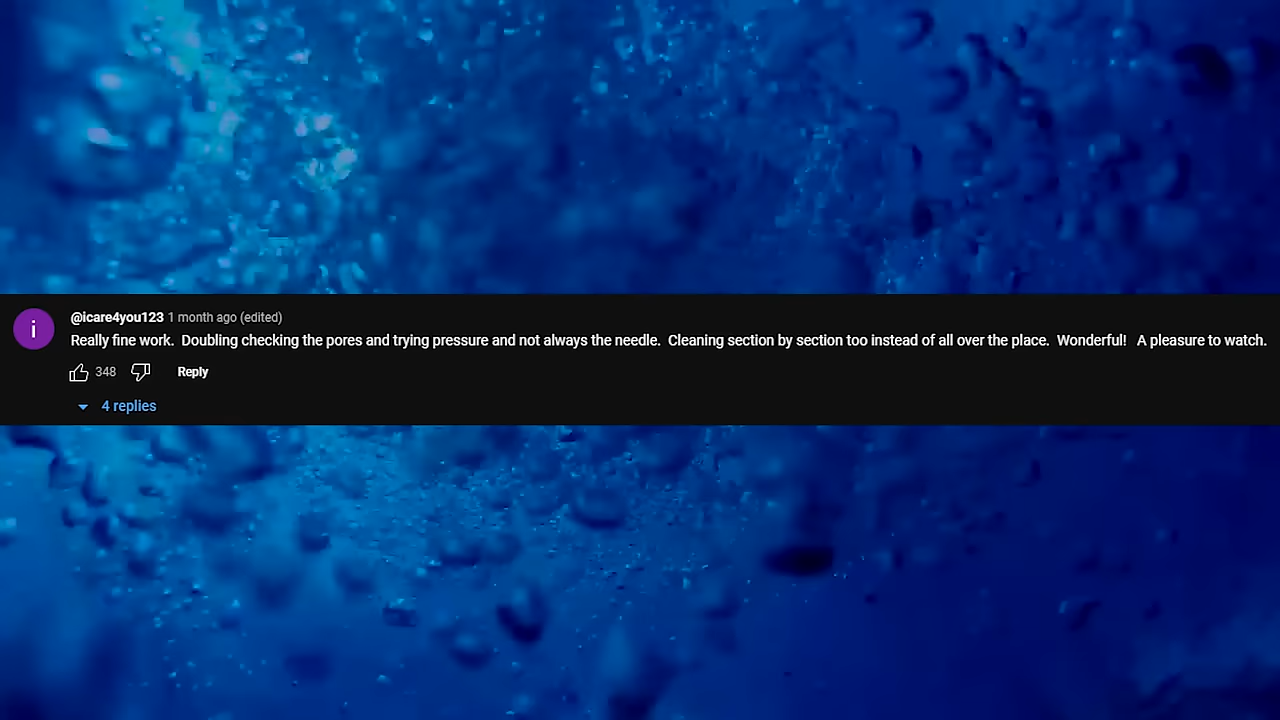 i
@icare4you123 1 month ago (edited)
Really fine work.  Doubling checking the pores and trying pressure and not always the needle.  Cleaning section by section too instead of all over the place.  Wonderful!   A pleasure to watch.
348 Reply
4 replies